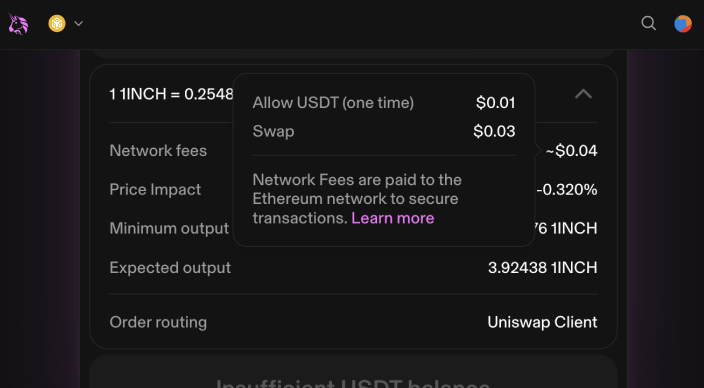 1 1INCH = 0.2548
Allow USDT (one time) $0.01
Swap $0.03
Network fees ~$0.04
Network Fees are paid to the
Ethereum network to secure
transactions. Learn more
Price Impact -0.320%
Minimum output 76 1INCH
Expected output 3.92438 1INCH
Order routing Uniswap Client
Insufficient USDT balance